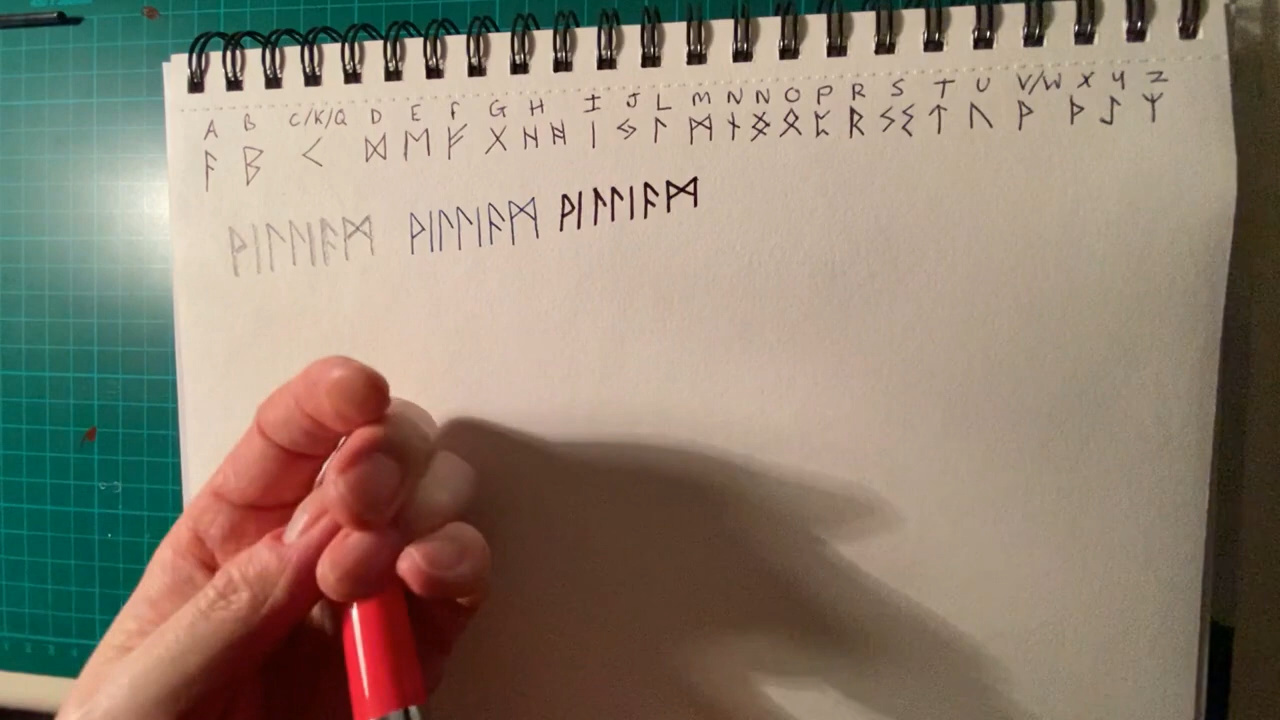 A B C/K/Q D E F G H I J L M N N O P R S T U V/W X Y Z
ᚨ ᛒ ᚲ ᛞ ᛖ ᚠ ᚷ ᚺ ᚻ ᛁ ᛃ ᛚ ᛗ ᚾ ᛝ ᛟ ᛈ ᚱ ᛊ ᛊ ᛏ ᚢ ᚹ ᚦ ᛇ ᛉ
ᚹᛁᛚᛚᛁᚨᛗ ᚹᛁᛚᛚᛁᚨᛗ ᚹᛁᛚᛚᛁᚨᛗ